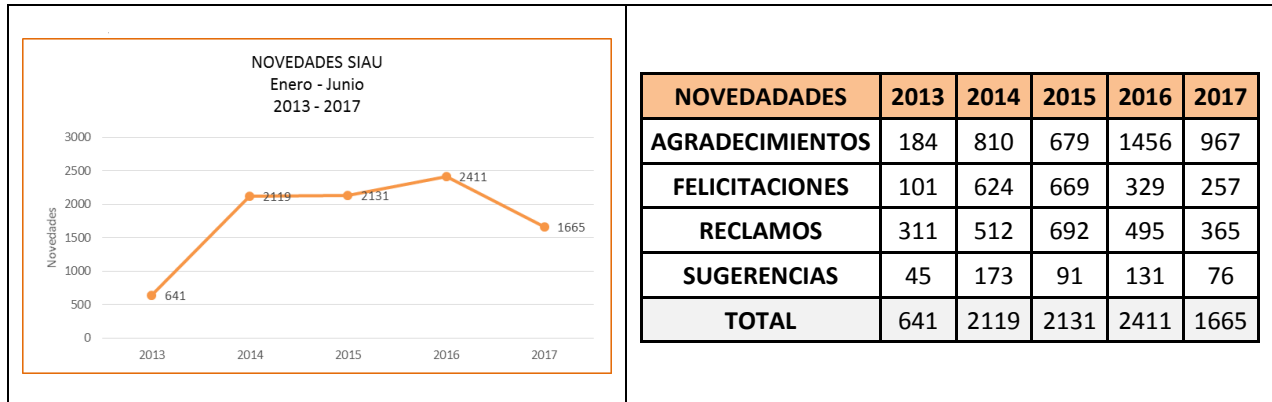 NOVEDADES SIAU
Enero - Junio
2013 - 2017
3000
2500
2000
1500
1000
500
0
Novedades
641
2119
2131
2411
1665
2013 2014 2015 2016 2017
NOVEDADADES 2013 2014 2015 2016 2017
AGRADECIMIENTOS 184 810 679 1456 967
FELICITACIONES 101 624 669 329 257
RECLAMOS 311 512 692 495 365
SUGERENCIAS 45 173 91 131 76
TOTAL 641 2119 2131 2411 1665